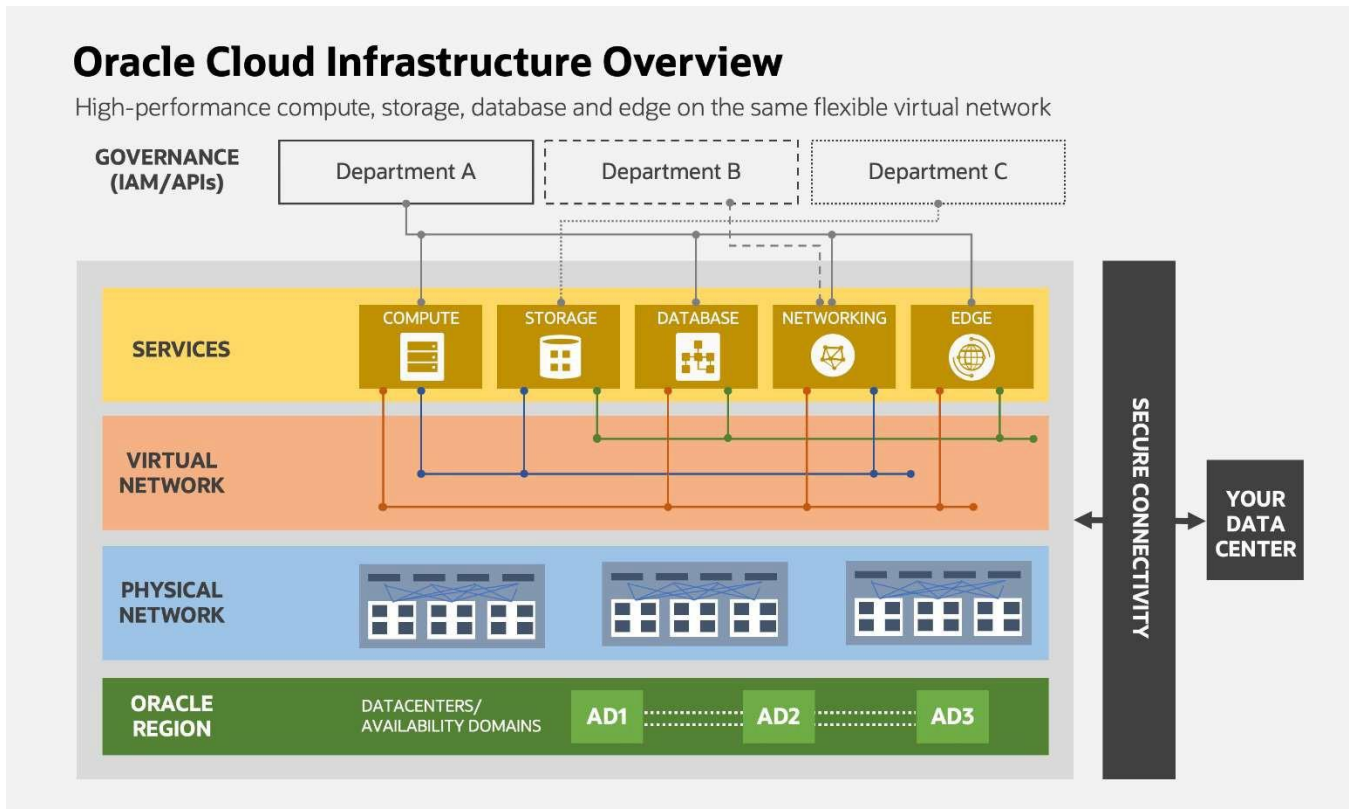 Oracle Cloud Infrastructure Overview
High-performance compute, storage, database and edge on the same flexible virtual network
GOVERNANCE
(IAM/APIs)
Department A
Department B
Department C
SERVICES
COMPUTE
STORAGE
DATABASE
NETWORKING
EDGE
VIRTUAL
NETWORK
PHYSICAL
NETWORK
ORACLE
REGION
DATACENTERS/
AVAILABILITY DOMAINS
AD1
AD2
AD3
SECURE CONNECTIVITY
YOUR
DATA
CENTER